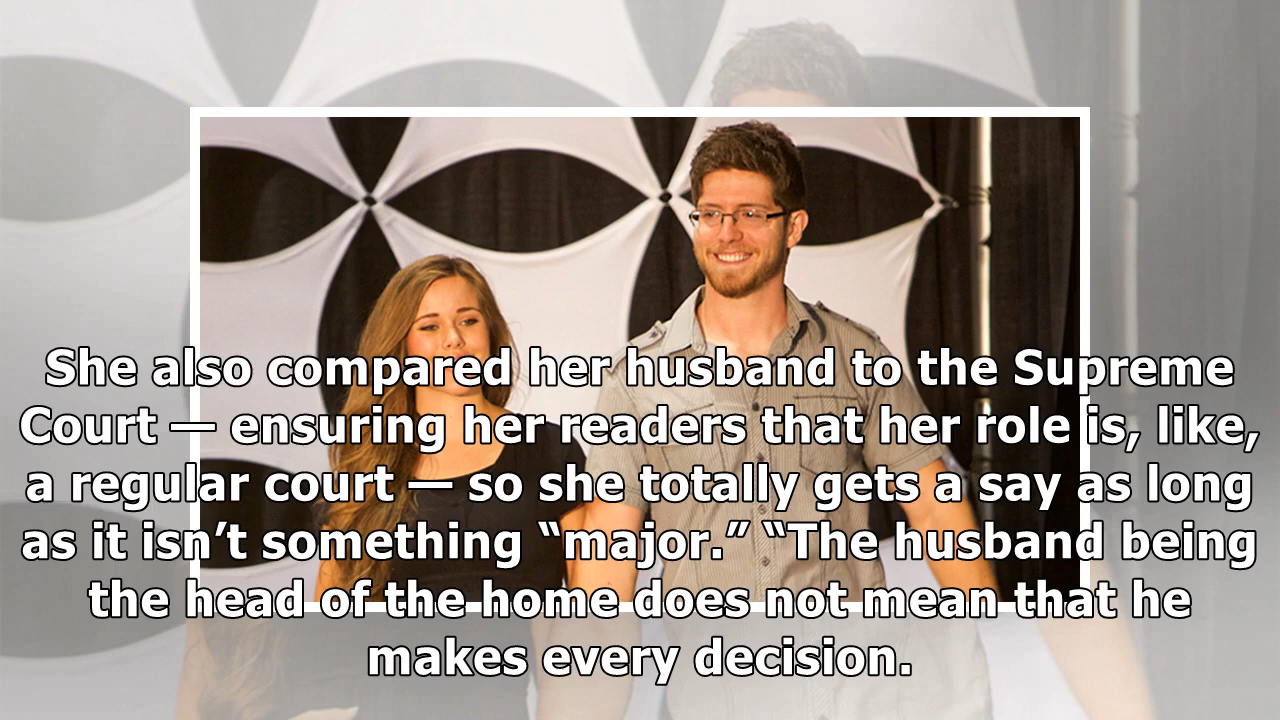 She also compared her husband to the Supreme
Court — ensuring her readers that her role is, like,
a regular court — so she totally gets a say as long
as it isn’t something “major.” “The husband being
the head of the home does not mean that he
makes every decision.